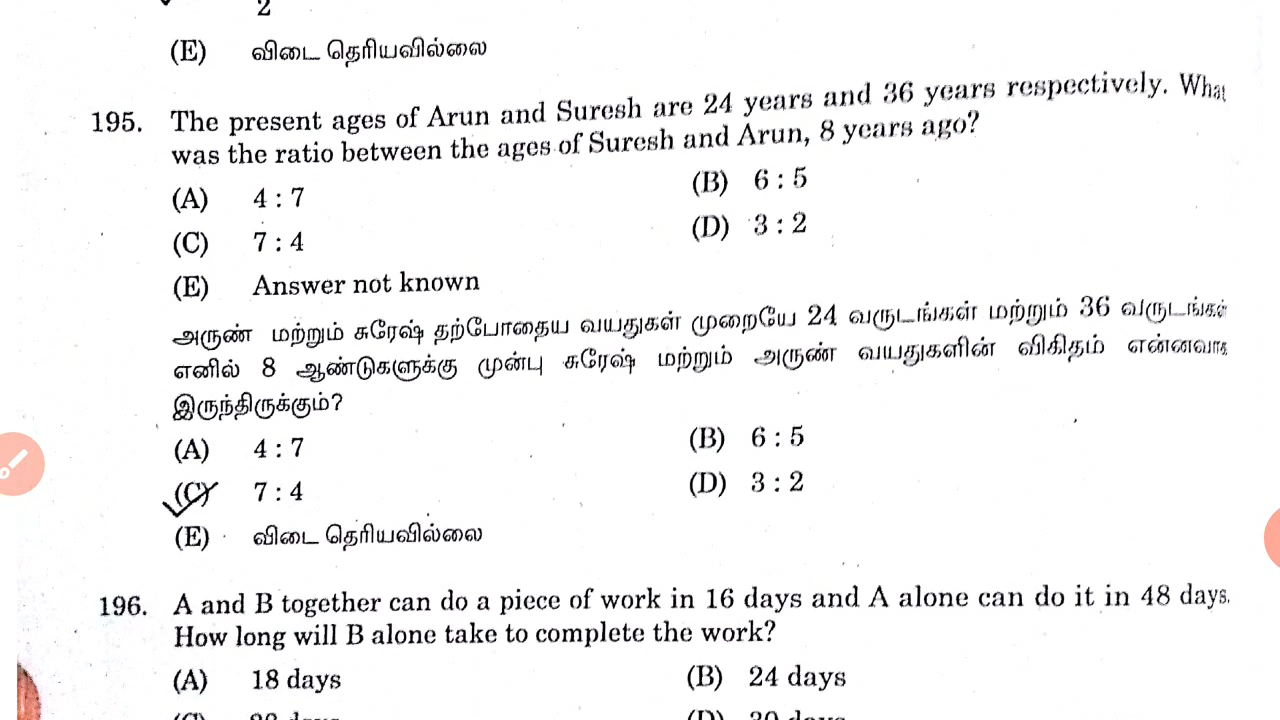 2
(E) விடை தெரியவில்லை
195. The present ages of Arun and Suresh are 24 years and 36 years respectively. What
was the ratio between the ages of Suresh and Arun, 8 years ago?
(A) 4 : 7 (B) 6 : 5
(C) 7 : 4 (D) 3 : 2
(E) Answer not known
அருண் மற்றும் சுரேஷ் தற்போதைய வயதுகள் முறையே 24 வருடங்கள் மற்றும் 36 வருடங்கள்
எனில் 8 ஆண்டுகளுக்கு முன்பு சுரேஷ் மற்றும் அருண் வயதுகளின் விகிதம் என்னவாக
இருந்திருக்கும்?
(A) 4 : 7 (B) 6 : 5
(C) 7 : 4 (D) 3 : 2
(E) விடை தெரியவில்லை
196. A and B together can do a piece of work in 16 days and A alone can do it in 48 days.
How long will B alone take to complete the work?
(A) 18 days (B) 24 days